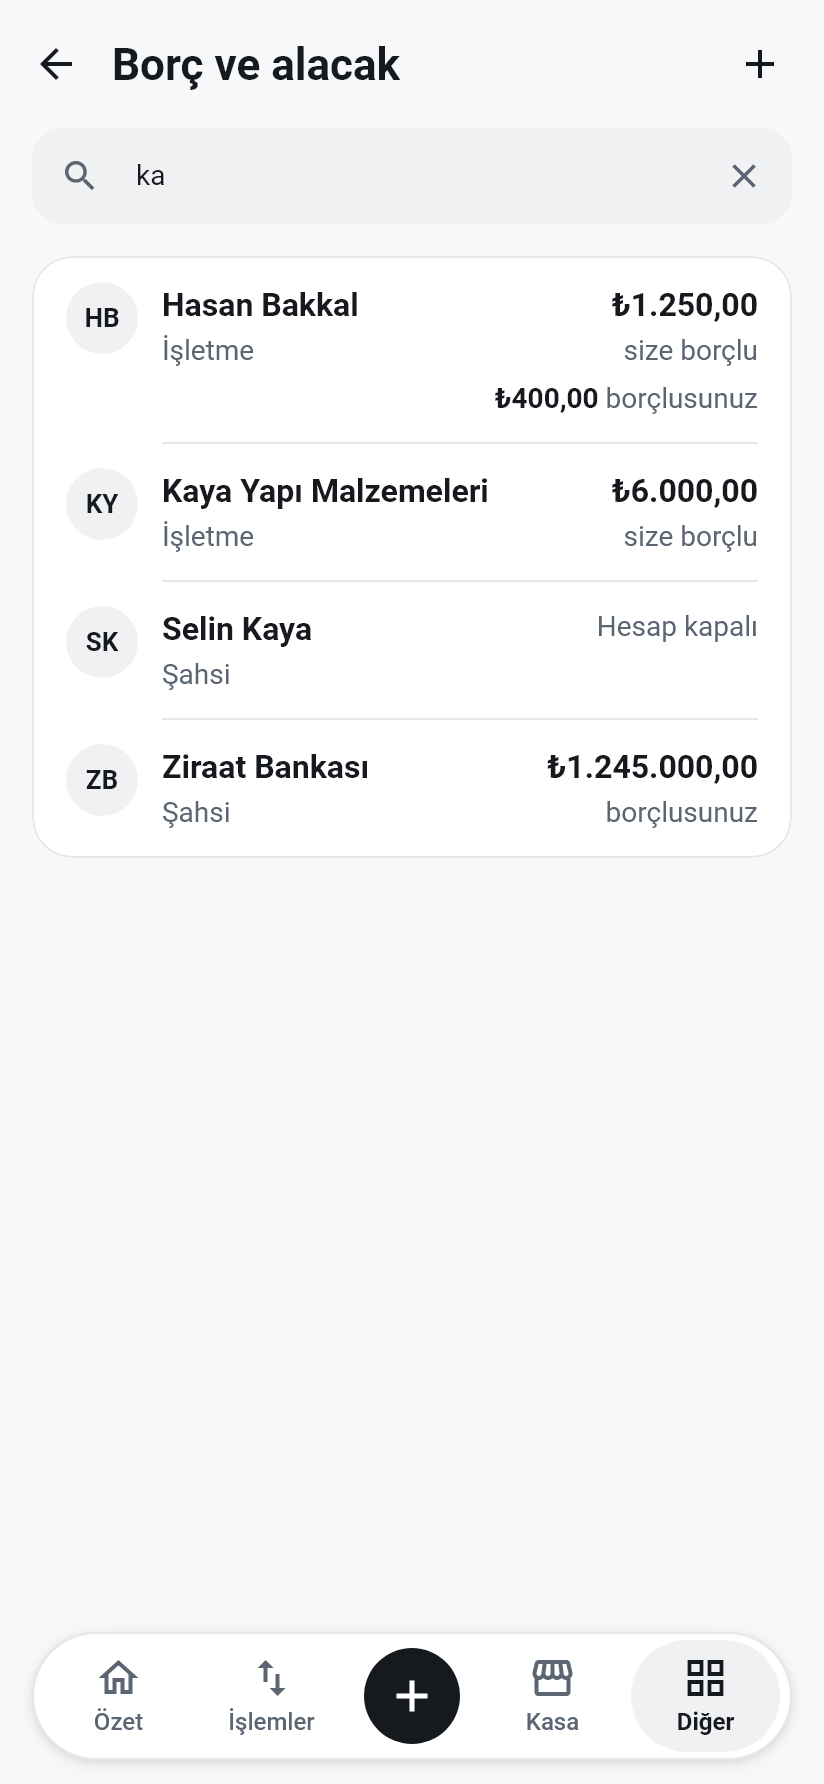 Borç ve alacak
ka
HB Hasan Bakkal ₺1.250,00
İşletme size borçlu
₺400,00 borçlusunuz
KY Kaya Yapı Malzemeleri ₺6.000,00
İşletme size borçlu
SK Selin Kaya Hesap kapalı
Şahsi
ZB Ziraat Bankası ₺1.245.000,00
Şahsi borçlusunuz
Özet İşlemler Kasa Diğer